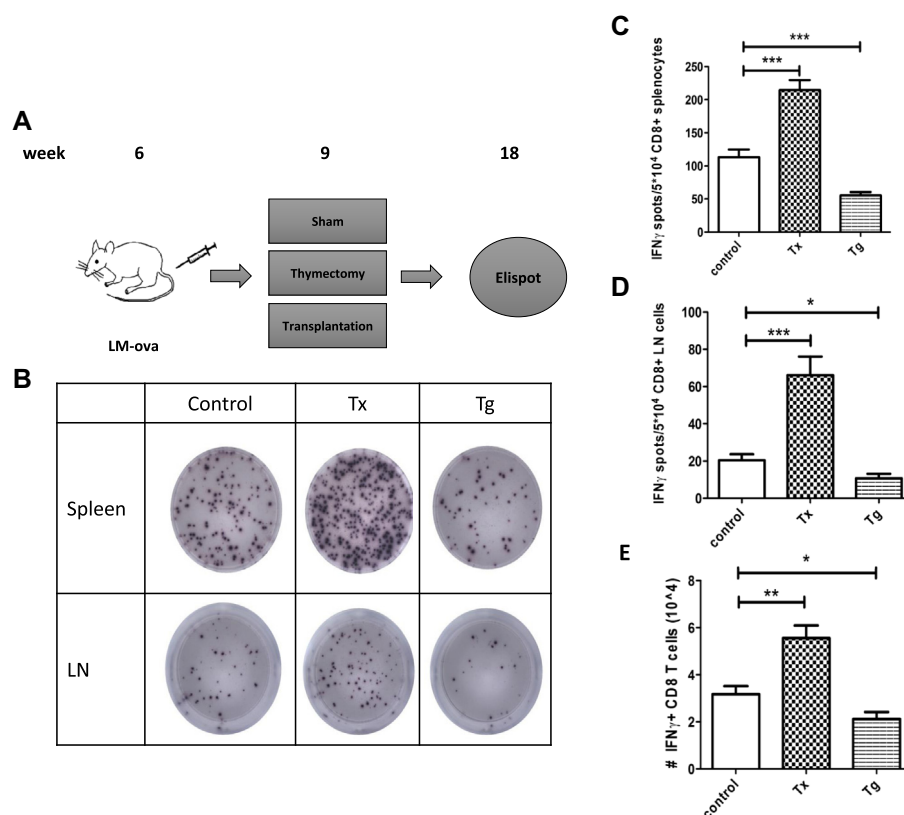 A
week 6 9 18
Sham
Thymectomy
Transplantation
Elispot
LM-ova
B
Control Tx Tg
Spleen
LN
C
***
***
IFNγ spots/5*10^4 CD8+ splenocytes
250
200
150
100
50
0
control Tx Tg
D
*
***
IFNγ spots/5*10^4 CD8+ LN cells
100
80
60
40
20
0
control Tx Tg
E
*
**
# IFNγ+ CD8 T cells (10^4)
8
6
4
2
0
control Tx Tg